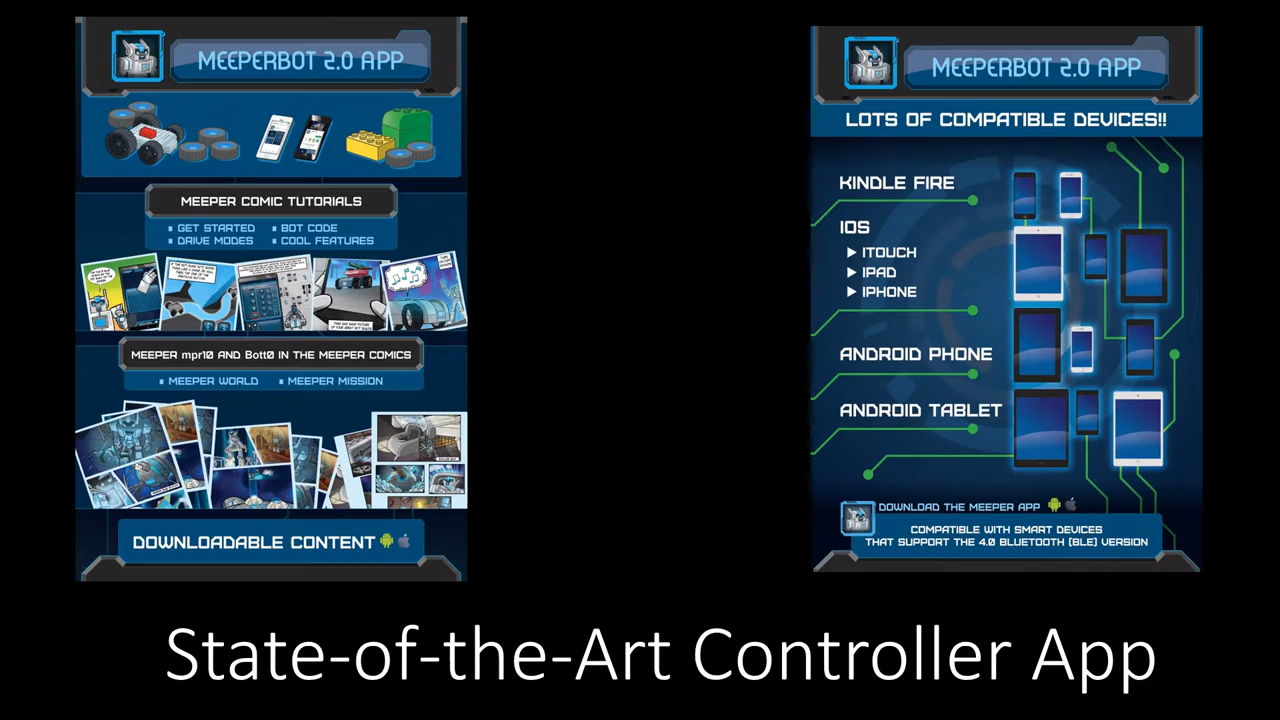 MEEPERBOT 2.0 APP
MEEPER COMIC TUTORIALS
GET STARTED
BOT CODE
DRIVE MODES
COOL FEATURES
MEEPER mpr10 AND Bott0 IN THE MEEPER COMICS
MEEPER WORLD
MEEPER MISSION
DOWNLOADABLE CONTENT
MEEPERBOT 2.0 APP
LOTS OF COMPATIBLE DEVICES!!
KINDLE FIRE
IOS
ITOUCH
IPAD
IPHONE
ANDROID PHONE
ANDROID TABLET
DOWNLOAD THE MEEPER APP
COMPATIBLE WITH SMART DEVICES
THAT SUPPORT THE 4.0 BLUETOOTH (BLE) VERSION
State-of-the-Art Controller App